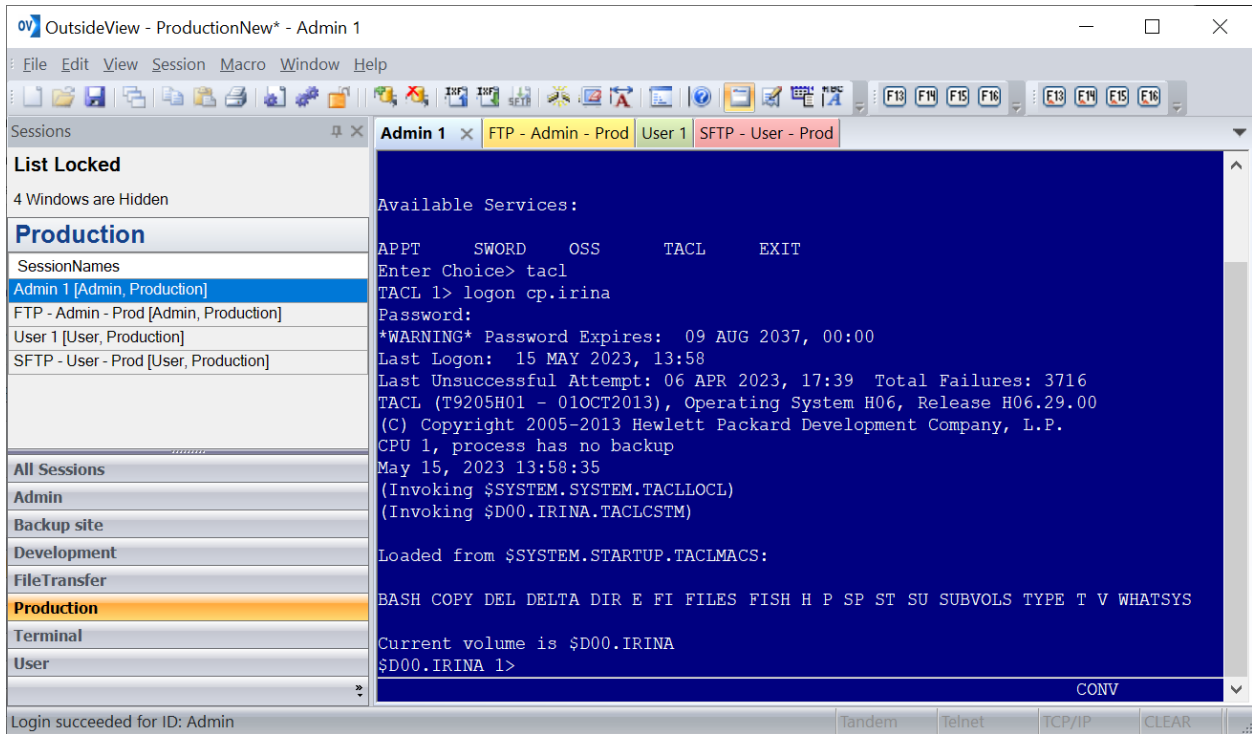 OutsideView - ProductionNew* - Admin 1
File Edit View Session Macro Window Help
F13 F14 F15 F16 F13 F14 F15 F16
Sessions
List Locked
4 Windows are Hidden
Production
SessionNames
Admin 1 [Admin, Production]
FTP - Admin - Prod [Admin, Production]
User 1 [User, Production]
SFTP - User - Prod [User, Production]
All Sessions
Admin
Backup site
Development
FileTransfer
Production
Terminal
User
Admin 1 FTP - Admin - Prod User 1 SFTP - User - Prod
Available Services:
APPT SWORD OSS TACL EXIT
Enter Choice> tacl
TACL 1> logon cp.irina
Password:
*WARNING* Password Expires: 09 AUG 2037, 00:00
Last Logon: 15 MAY 2023, 13:58
Last Unsuccessful Attempt: 06 APR 2023, 17:39 Total Failures: 3716
TACL (T9205H01 - 01OCT2013), Operating System H06, Release H06.29.00
(C) Copyright 2005-2013 Hewlett Packard Development Company, L.P.
CPU 1, process has no backup
May 15, 2023 13:58:35
(Invoking $SYSTEM.SYSTEM.TACLLOCL)
(Invoking $D00.IRINA.TACLCSTM)
Loaded from $SYSTEM.STARTUP.TACLMACS:
BASH COPY DEL DELTA DIR E FI FILES FISH H P SP ST SU SUBVOLS TYPE T V WHATSYS
Current volume is $D00.IRINA
$D00.IRINA 1>
CONV
Login succeeded for ID: Admin
Tandem Telnet TCP/IP CLEAR